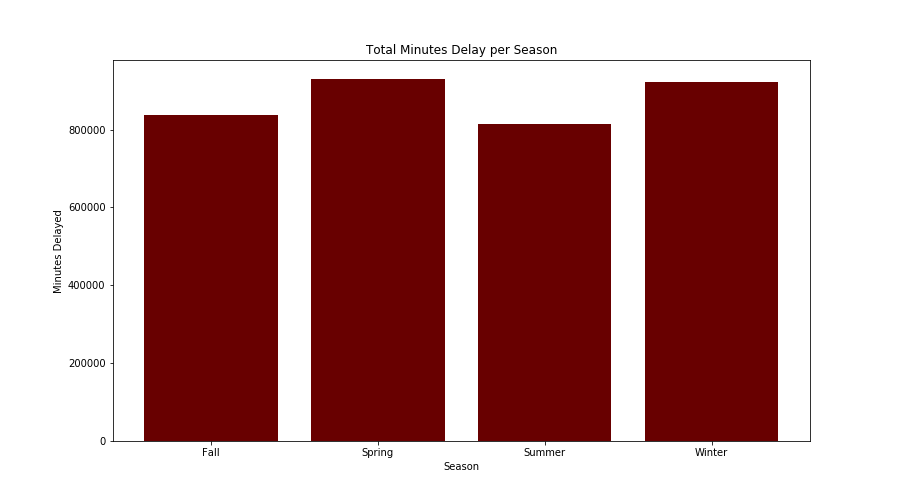 Total Minutes Delay per Season
800000
600000
400000
200000
0
Minutes Delayed
Fall Spring Summer Winter
Season